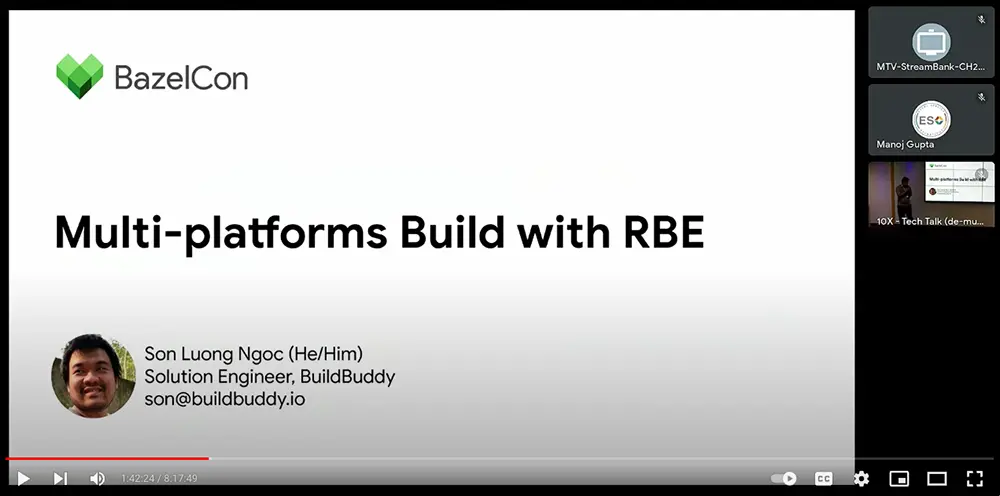 BazelCon
Multi-platforms Build with RBE
Son Luong Ngoc (He/Him)
Solution Engineer, BuildBuddy
son@buildbuddy.io
MTV-StreamBank-CH2...
ESO
Manoj Gupta
Multi-platforms Build with RBE
10X - Tech Talk (de-mu...
1:42:24 / 8:17:49
CC